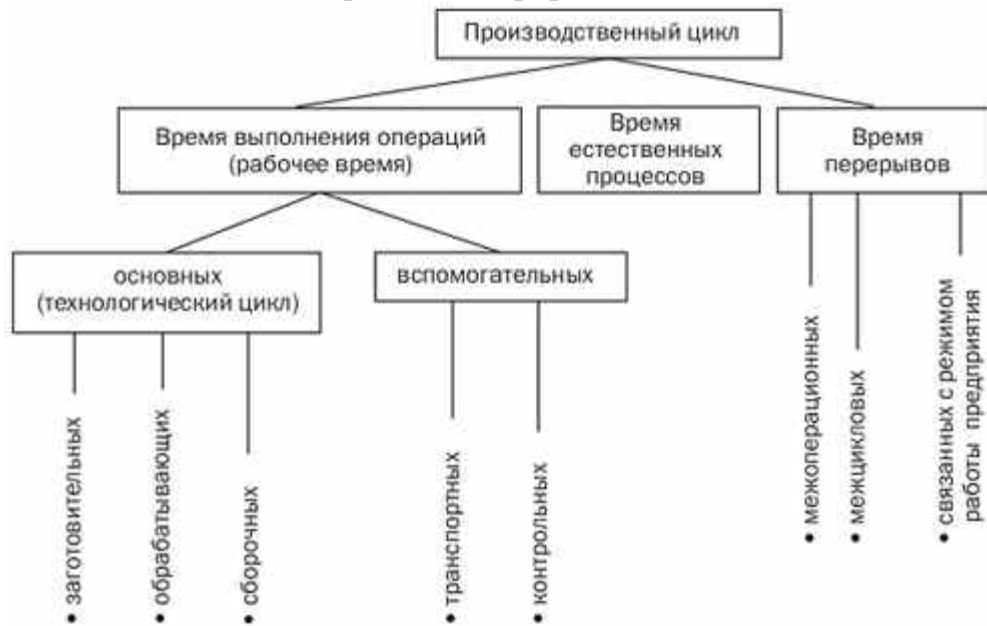 Производственный цикл
Время выполнения операций
(рабочее время)
Время
естественных
процессов
Время
перерывов
основных
(технологический цикл)
вспомогательных
• заготовительных
• обрабатывающих
• сборочных
• транспортных
• контрольных
• межоперационных
• межцикловых
• связанных с режимом
работы предприятия